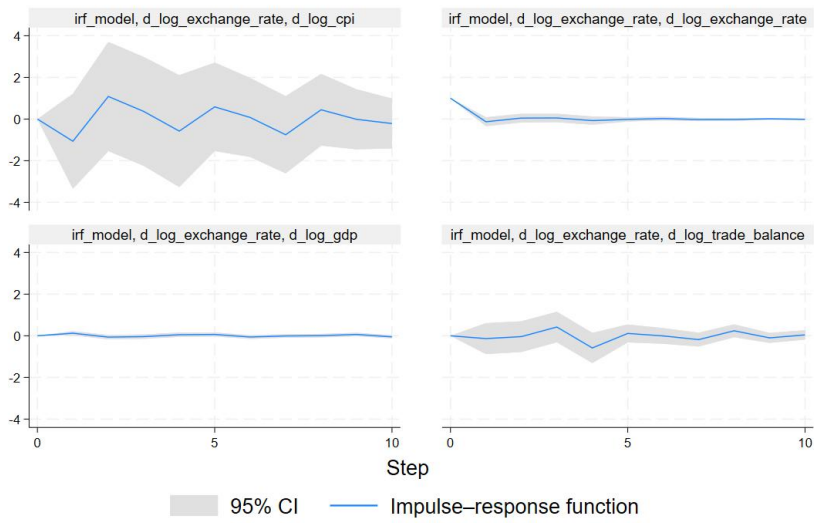 irf_model, d_log_exchange_rate, d_log_cpi
irf_model, d_log_exchange_rate, d_log_exchange_rate
4
2
0
-2
-4
irf_model, d_log_exchange_rate, d_log_gdp
irf_model, d_log_exchange_rate, d_log_trade_balance
4
2
0
-2
-4
0 5 10
0 5 10
Step
95% CI Impulse–response function